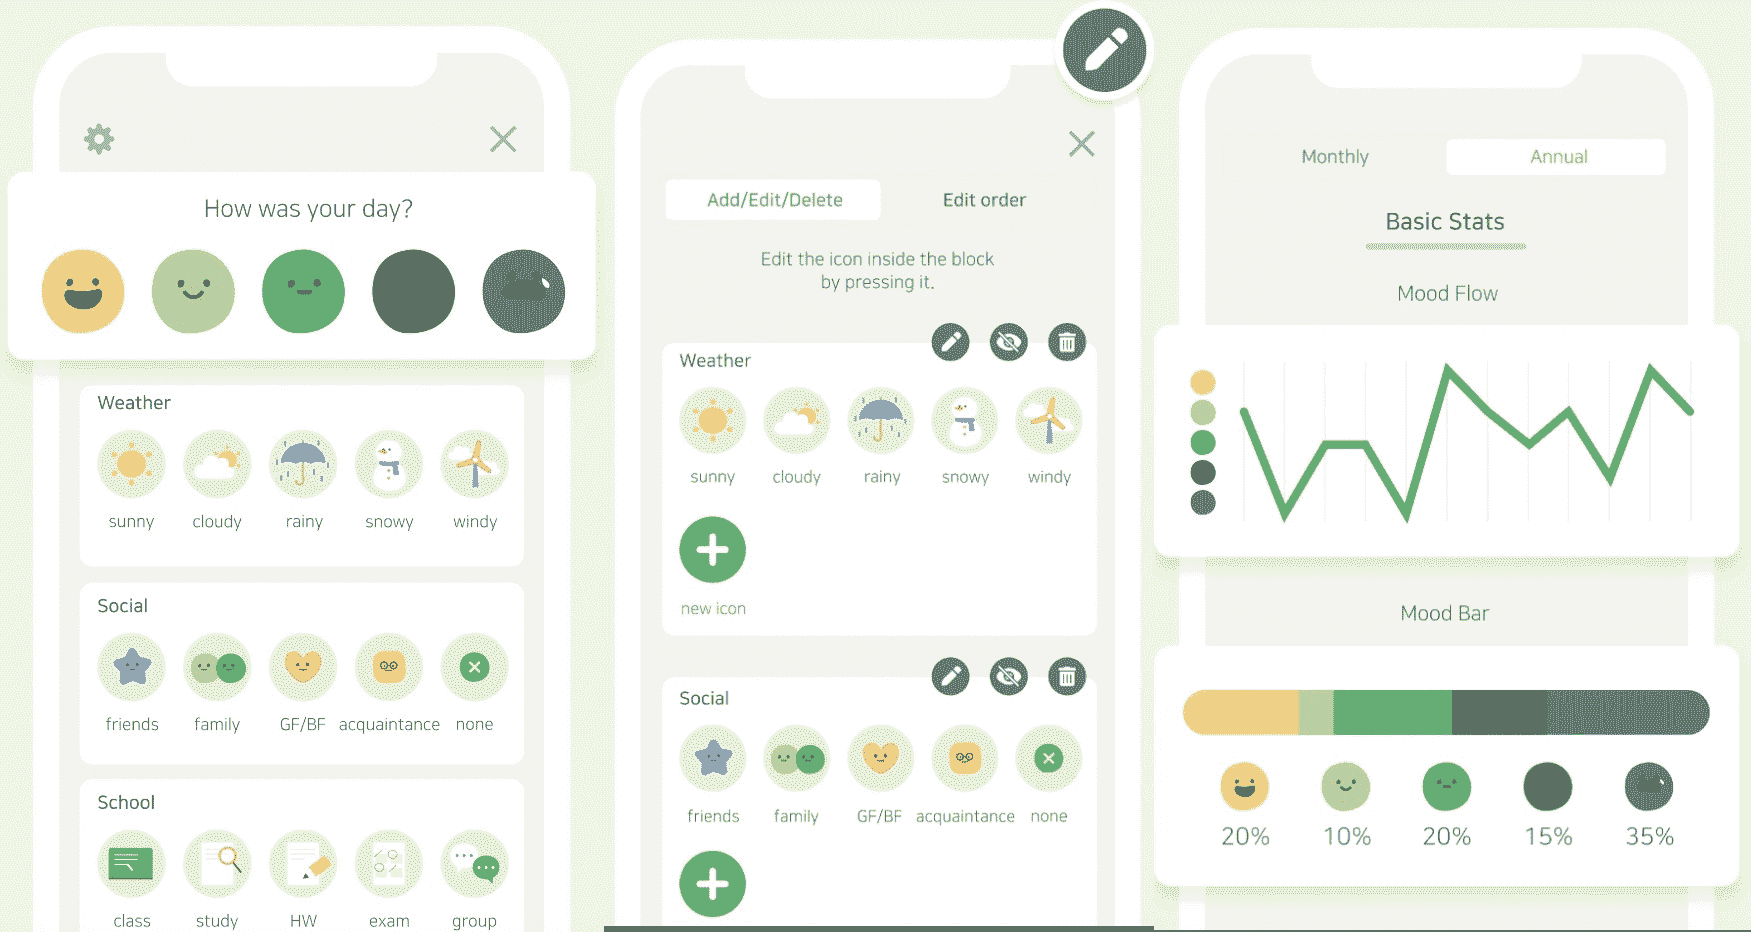 How was your day?
Weather
sunny cloudy rainy snowy windy
Social
friends family GF/BF acquaintance none
School
class study HW exam group
Add/Edit/Delete Edit order
Edit the icon inside the block
by pressing it.
Weather
sunny cloudy rainy snowy windy
new icon
Social
friends family GF/BF acquaintance none
Monthly Annual
Basic Stats
Mood Flow
Mood Bar
20% 10% 20% 15% 35%